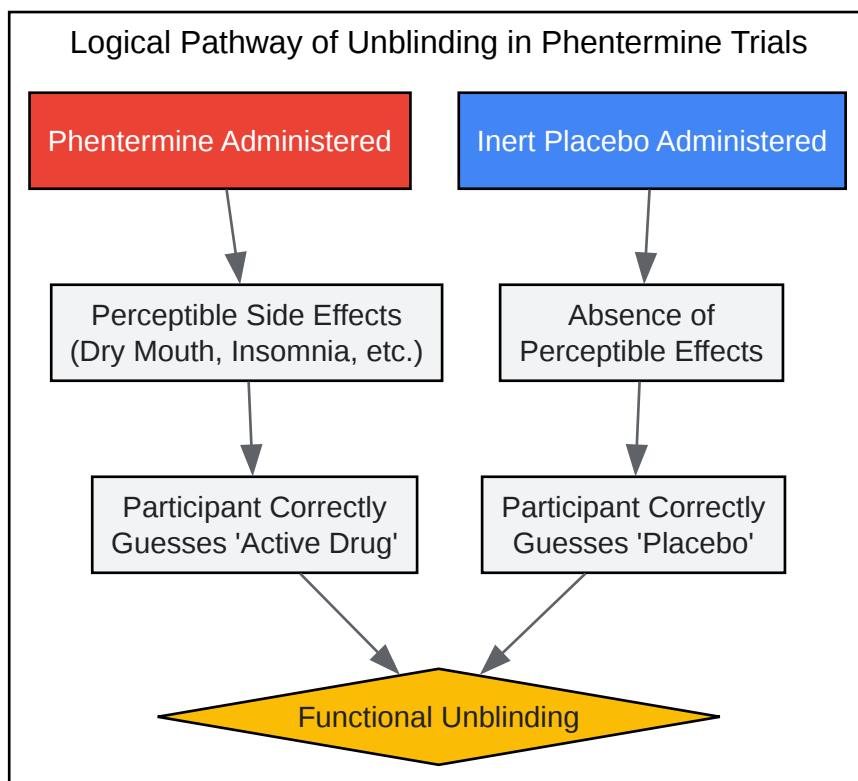 Logical Pathway of Unblinding in Phentermine Trials
Phentermine Administered
Inert Placebo Administered
Perceptible Side Effects
(Dry Mouth, Insomnia, etc.)
Absence of
Perceptible Effects
Participant Correctly
Guesses 'Active Drug'
Participant Correctly
Guesses 'Placebo'
Functional Unblinding